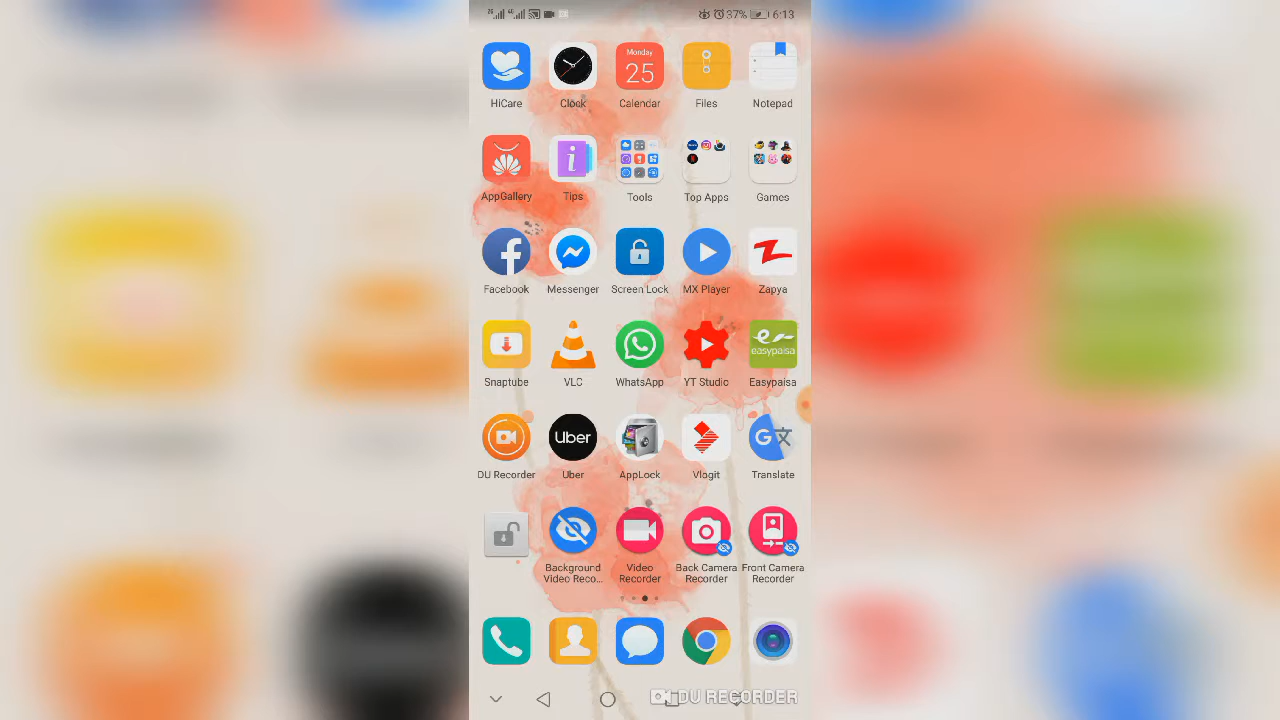 37% 6:13
Monday
25
HiCare Clock Calendar Files Notepad
AppGallery Tips Tools Top Apps Games
Facebook Messenger Screen Lock MX Player Zapya
easypaisa
Snaptube VLC WhatsApp YT Studio Easypaisa
Uber
DU Recorder Uber AppLock Vlogit Translate
Background Video Back Camera Front Camera
Video Reco... Recorder Recorder Recorder
DU RECORDER